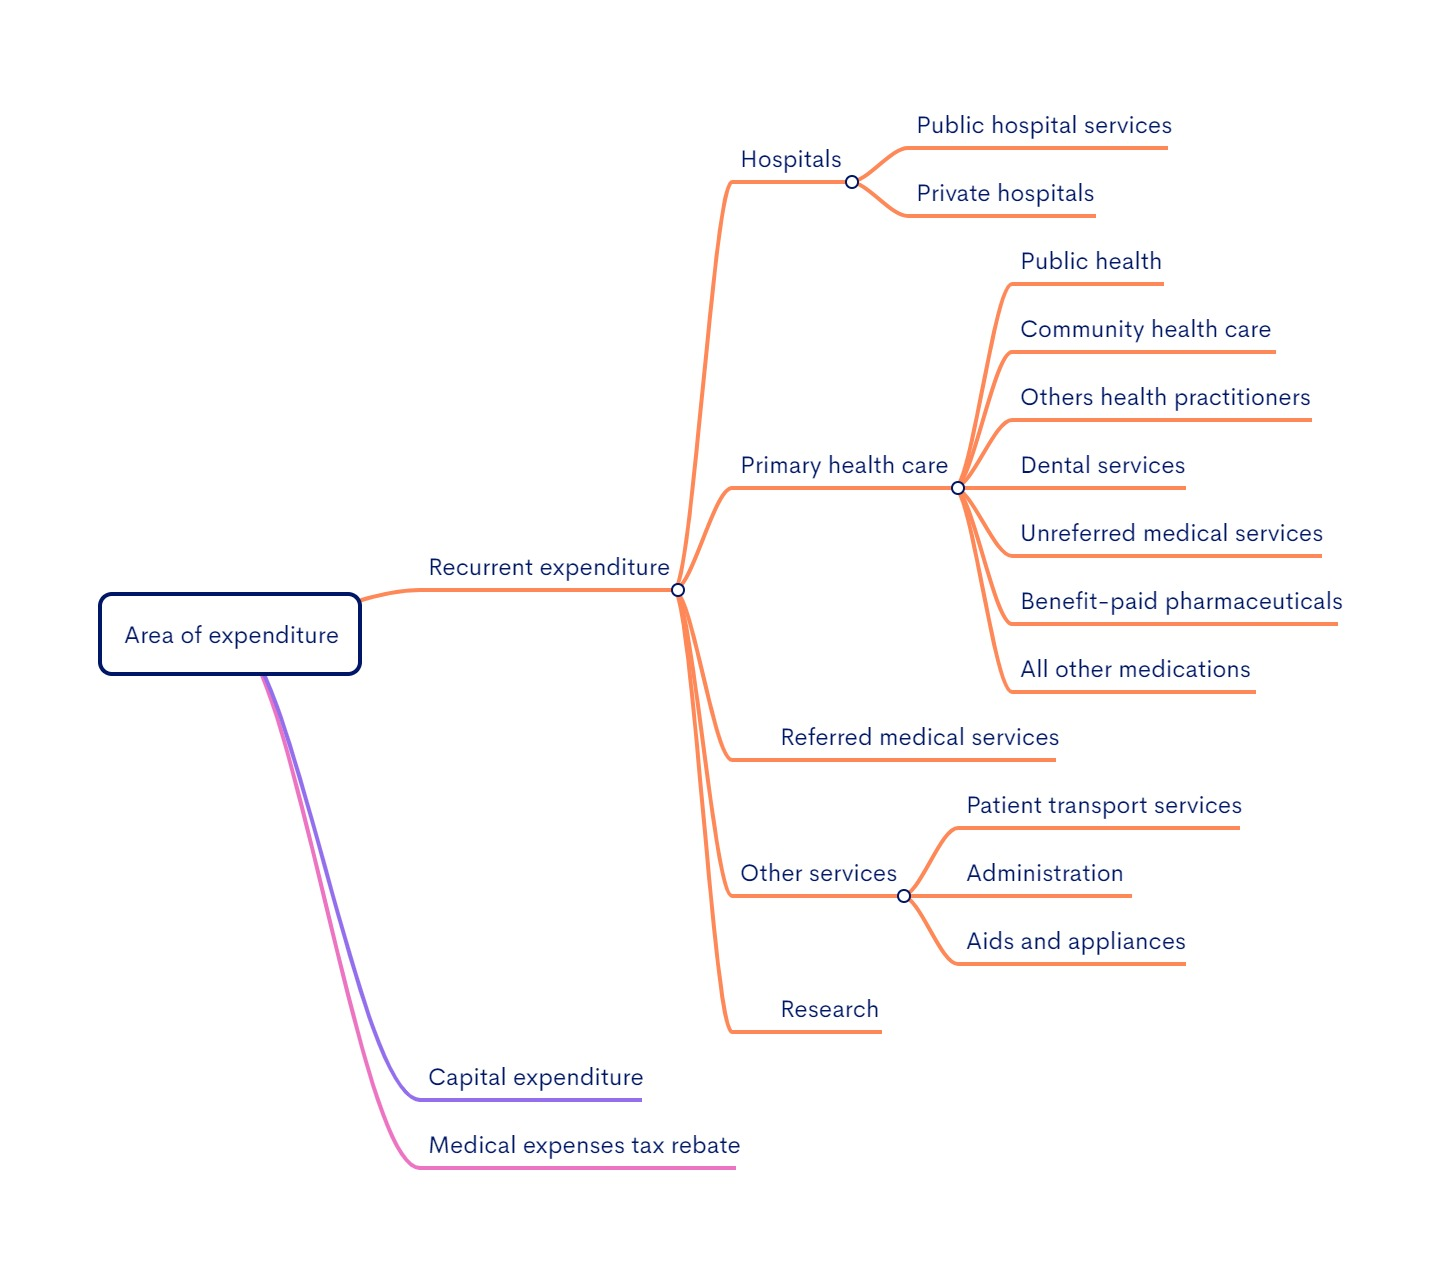 Area of expenditure
Recurrent expenditure
Hospitals
Public hospital services
Private hospitals
Primary health care
Public health
Community health care
Others health practitioners
Dental services
Unreferred medical services
Benefit-paid pharmaceuticals
All other medications
Referred medical services
Other services
Patient transport services
Administration
Aids and appliances
Research
Capital expenditure
Medical expenses tax rebate